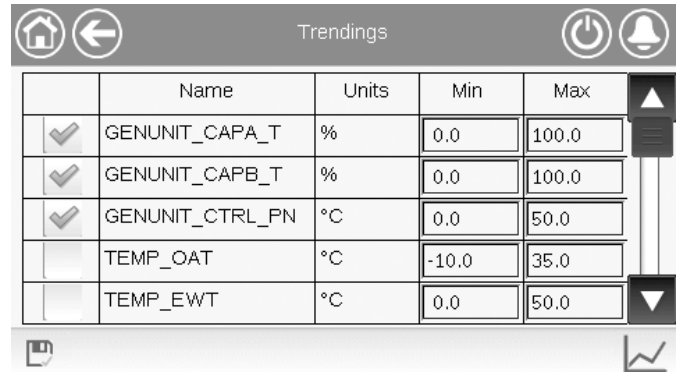 Trendings
Name Units Min Max
GENUNIT_CAPA_T % 0.0 100.0
GENUNIT_CAPB_T % 0.0 100.0
GENUNIT_CTRL_PN °C 0.0 50.0
TEMP_OAT °C -10.0 35.0
TEMP_EWT °C 0.0 50.0